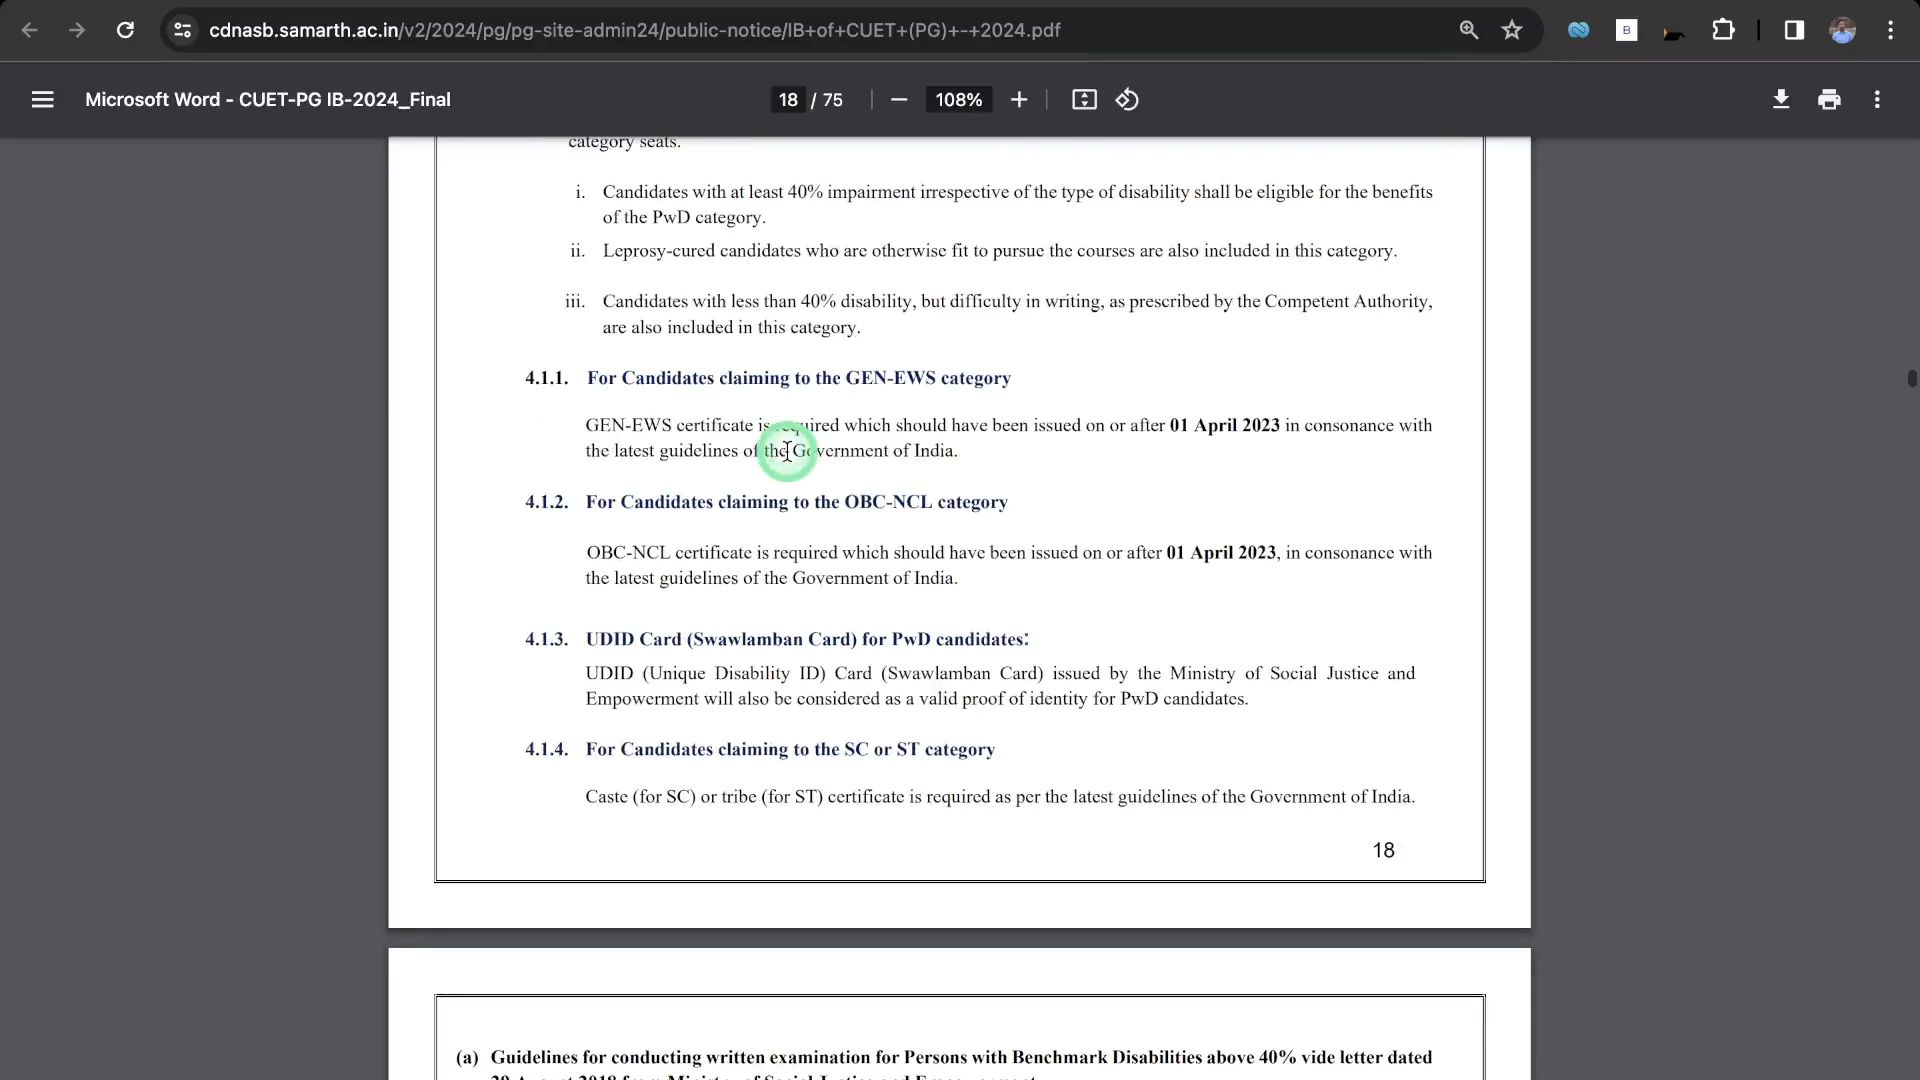 cdnasb.samarth.ac.in/v2/2024/pg/pg-site-admin24/public-notice/IB+of+CUET+(PG)+-+2024.pdf
B
Microsoft Word - CUET-PG IB-2024_Final
18 / 75
108%
category seats.
i. Candidates with at least 40% impairment irrespective of the type of disability shall be eligible for the benefits
of the PwD category.
ii. Leprosy-cured candidates who are otherwise fit to pursue the courses are also included in this category.
iii. Candidates with less than 40% disability, but difficulty in writing, as prescribed by the Competent Authority,
are also included in this category.
4.1.1. For Candidates claiming to the GEN-EWS category
GEN-EWS certificate is required which should have been issued on or after 01 April 2023 in consonance with
the latest guidelines of the Government of India.
4.1.2. For Candidates claiming to the OBC-NCL category
OBC-NCL certificate is required which should have been issued on or after 01 April 2023, in consonance with
the latest guidelines of the Government of India.
4.1.3. UDID Card (Swawlamban Card) for PwD candidates:
UDID (Unique Disability ID) Card (Swawlamban Card) issued by the Ministry of Social Justice and
Empowerment will also be considered as a valid proof of identity for PwD candidates.
4.1.4. For Candidates claiming to the SC or ST category
Caste (for SC) or tribe (for ST) certificate is required as per the latest guidelines of the Government of India.
18
(a) Guidelines for conducting written examination for Persons with Benchmark Disabilities above 40% vide letter dated
29 August 2018 from Ministry of Social Justice and Empowerment